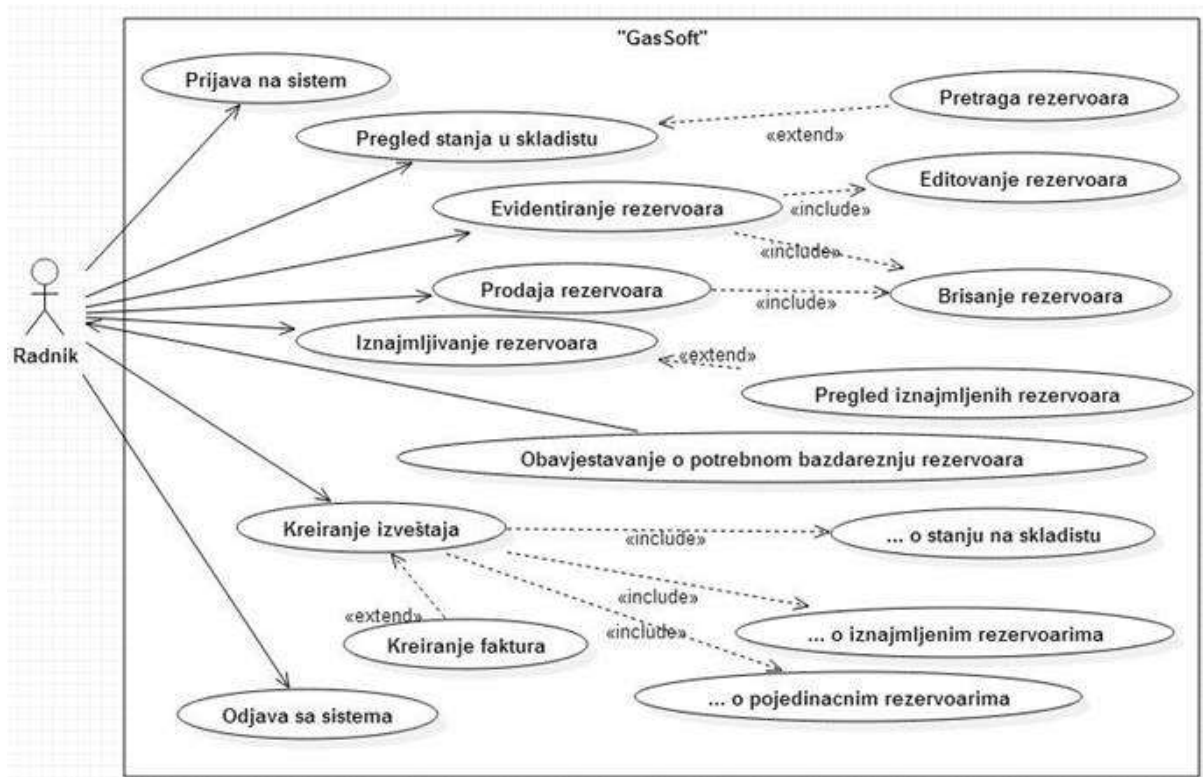 "GasSoft"
Prijava na sistem
Pretraga rezervoara
Pregled stanja u skladistu
«extend»
Editovanje rezervoara
Evidentiranje rezervoara
«include»
«include»
Prodaja rezervoara
«include»
Brisanje rezervoara
Radnik
Iznajmljivanje rezervoara
«extend»
Pregled iznajmljenih rezervoara
Obavjestavanje o potrebnom bazdareznju rezervoara
Kreiranje izveštaja
«include»
... o stanju na skladistu
«include»
«extend»
«include»
... o iznajmljenim rezervoarima
Kreiranje faktura
... o pojedinacnim rezervoarima
Odjava sa sistema